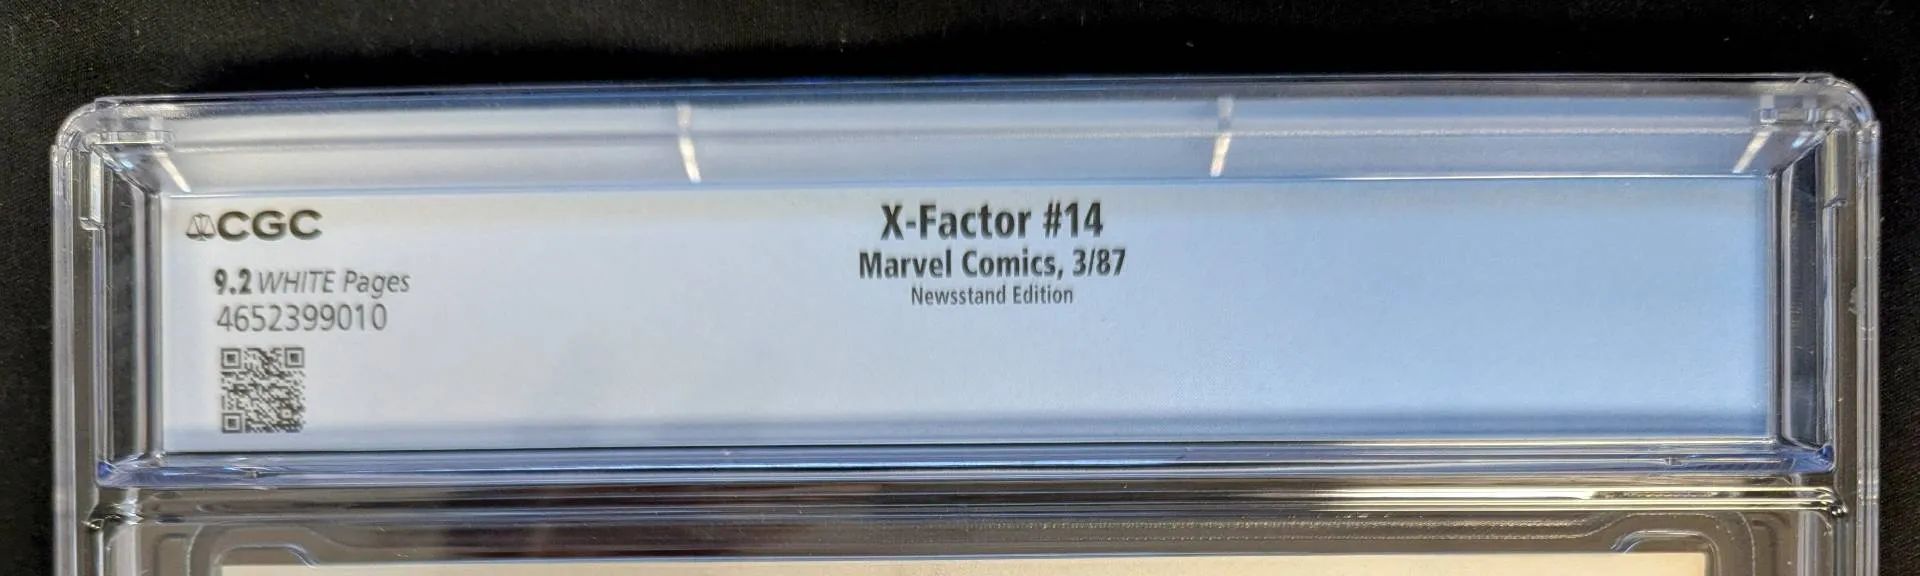 CGC
9.2 WHITE Pages
4652399010
X-Factor #14
Marvel Comics, 3/87
Newsstand Edition